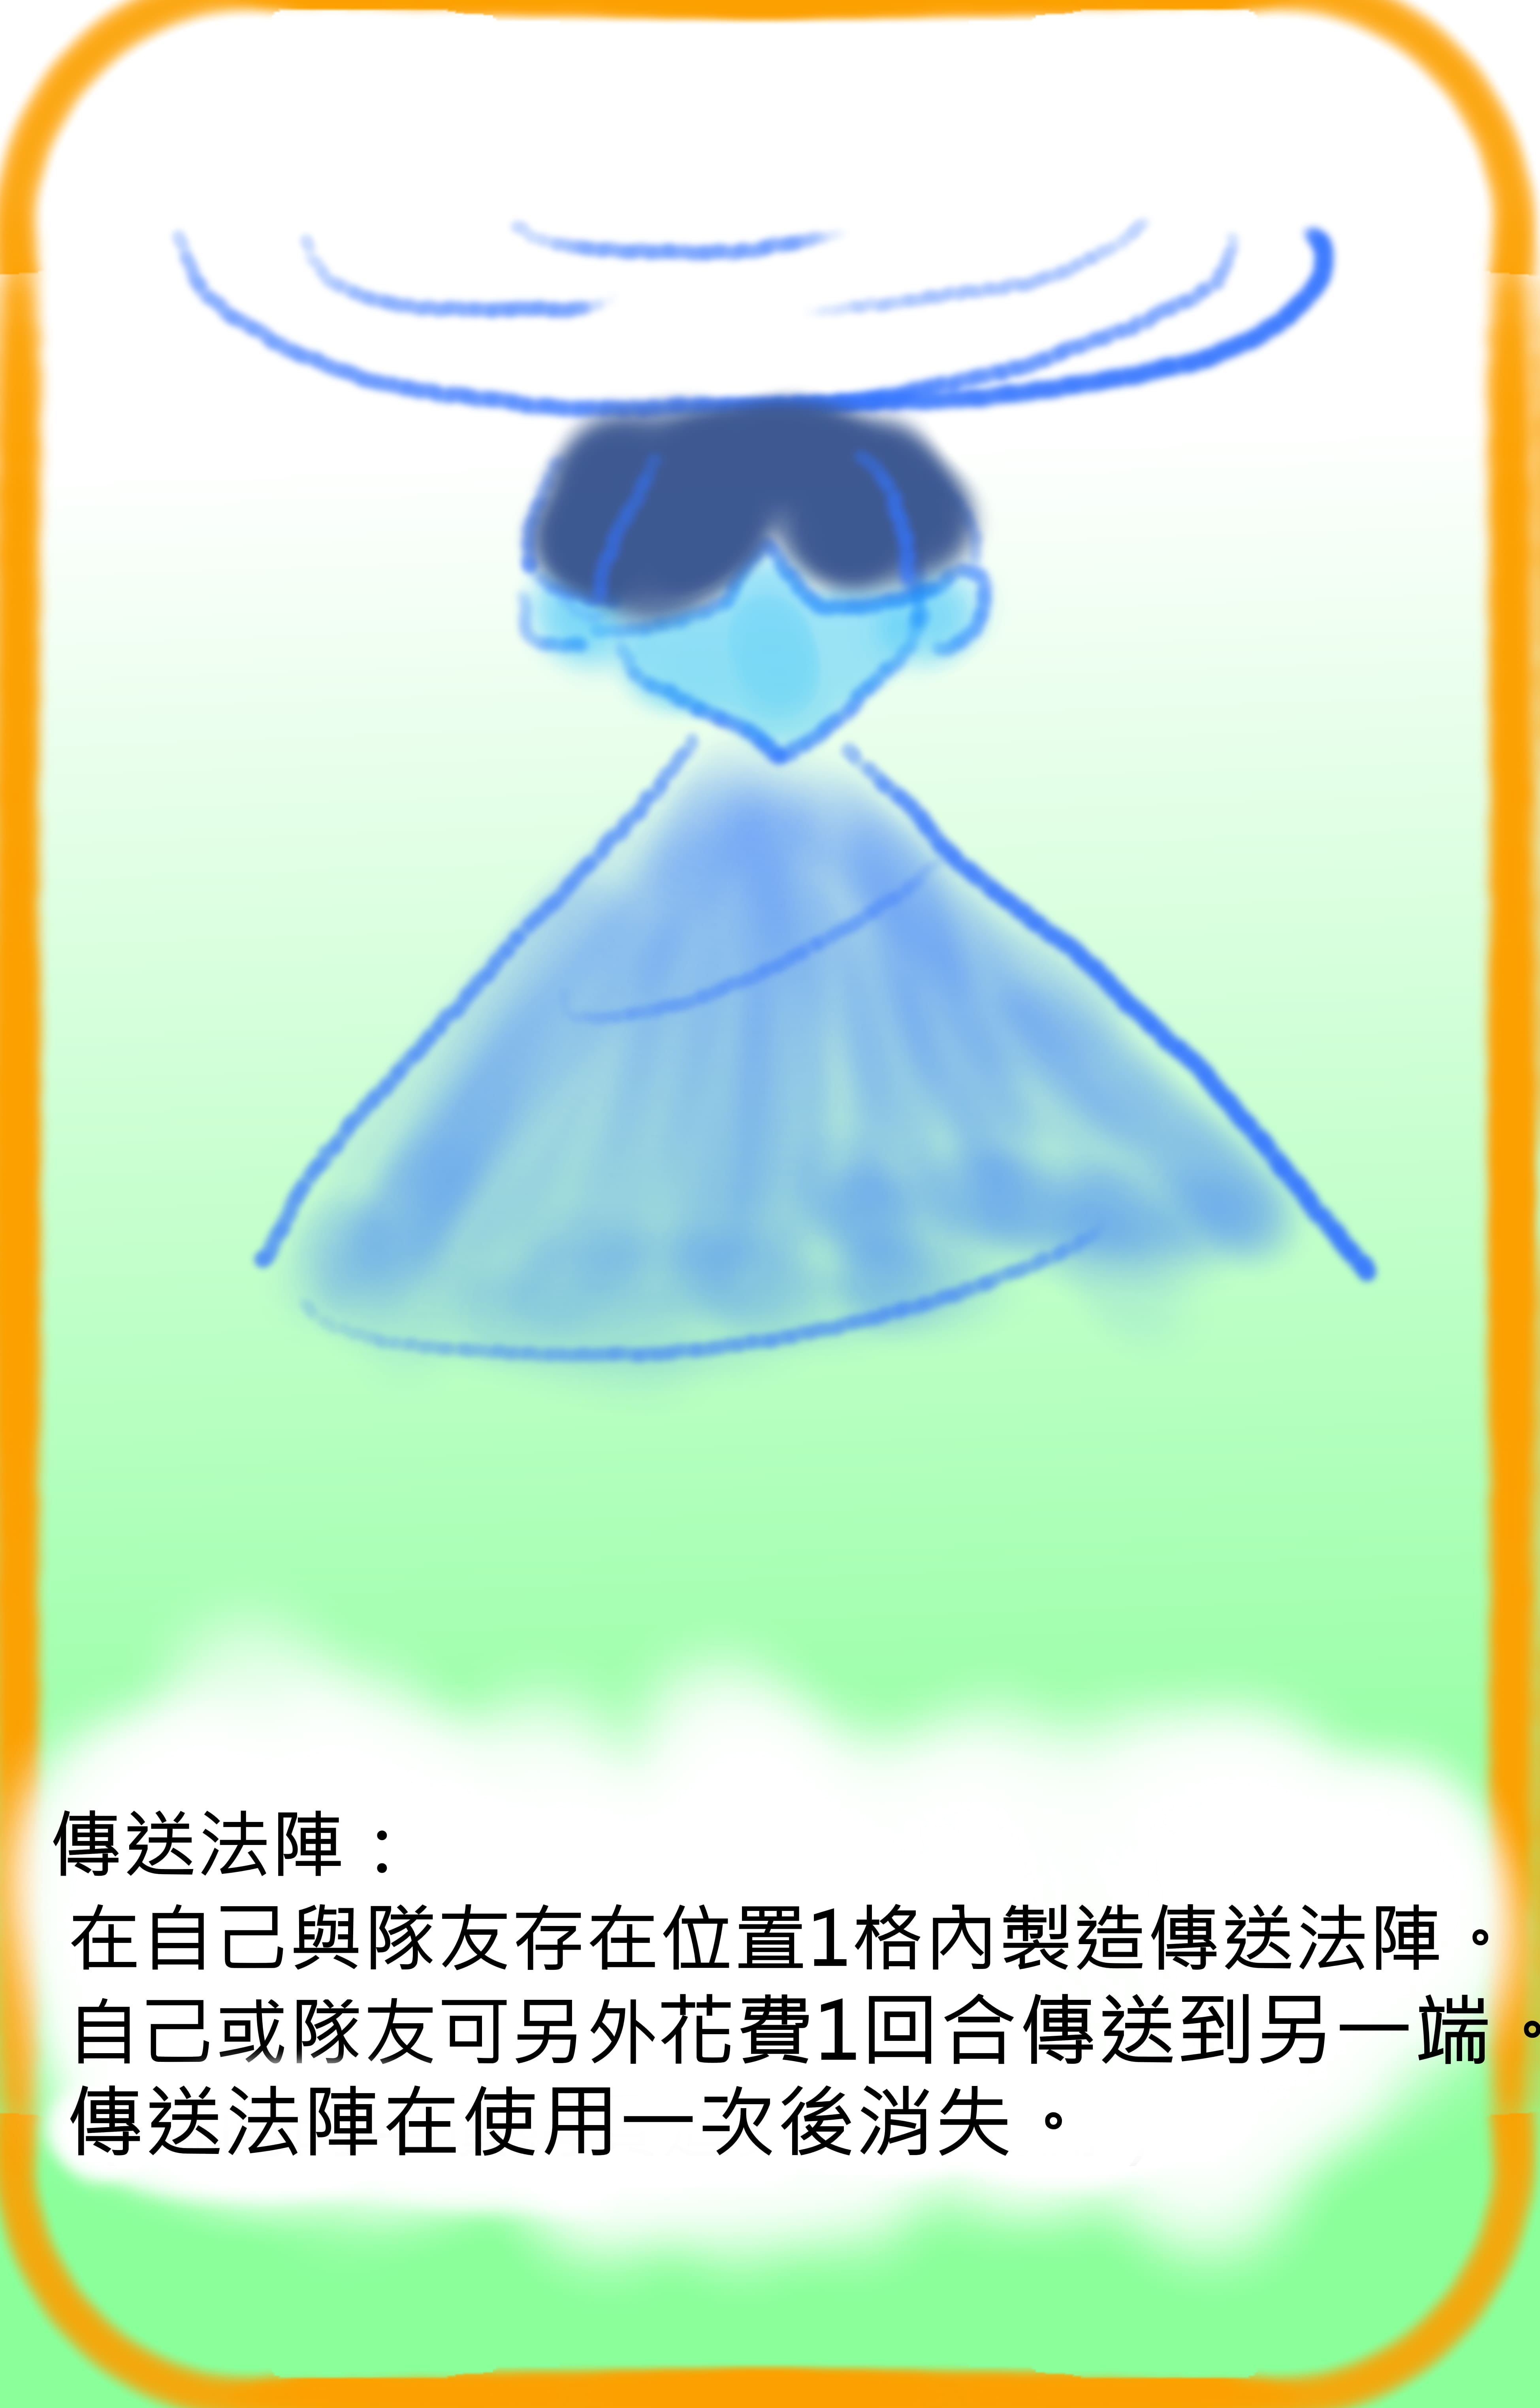 傳送法陣：
在自己與隊友存在位置1格內製造傳送法陣。
自己或隊友可另外花費1回合傳送到另一端。
傳送法陣在使用一次後消失。